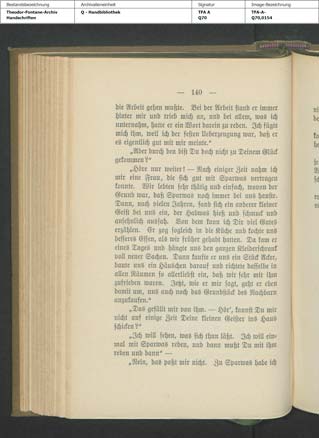 Bestandsbezeichnung Archivalieneinheit Signatur Image-Bezeichnung
Theodor-Fontane-Archiv Q - Handbibliothek TFA A TFA-A-
Handschriften Q70 Q70,0154
— 140 —
die Arbeit gehen mußte. Bei der Arbeit stand er immer
hinter mir und trieb mich an, und bei allem, was ich
unternahm, hatte er ein Wort darein zu reden. Ich fügte
mich ihm, weil ich der festen Ueberzeugung war, daß er
es eigentlich gut mit mir meinte.“
„Aber durch den bist Du doch nicht zu Deinem Glück
gekommen?“
„Höre nur weiter! — Nach einiger Zeit nahm ich
mir eine Frau, die sich gut mit Sparwas vertragen
konnte. Wir lebten sehr thätig und einfach, wovon der
Grund war, daß Sparwas noch immer bei uns hauste.
Dann, nach vielen Jahren, fand sich ein anderer kleiner
Geist bei uns ein, der hieß und schmuck und
ansehnlich aussah. Von dem kann ich Dir viel Gutes
erzählen. Er zog sogleich in die Küche und kochte uns
besseres Essen, als wir früher gehabt hatten. Da kam er
eines Tages und hängte uns den ganzen Kleiderschrank
voll neuer Sachen. Dann kaufte er uns ein Stück Acker,
baute uns ein Häuschen darauf und richtete dasselbe in
allen Räumen so allerliebst ein, daß wir sehr mit ihm
zufrieden waren. Jetzt, wie er mir sagt, geht er eben
damit um, uns auch noch das Grundstück des Nachbarn
anzukaufen.“
„Das gefällt mir von ihm. — Hör', kannst Du mir
nicht auf einige Zeit Deine kleinen Geister ins Haus
schicken?“
„Ich will sehen, was sich thun läßt. Ich will ein-
mal mit Sparwas reden, und dann mußt Du mit ihm
reden und dann“ —
„Nein, das paßt mir nicht. Zu Sparwas habe ich